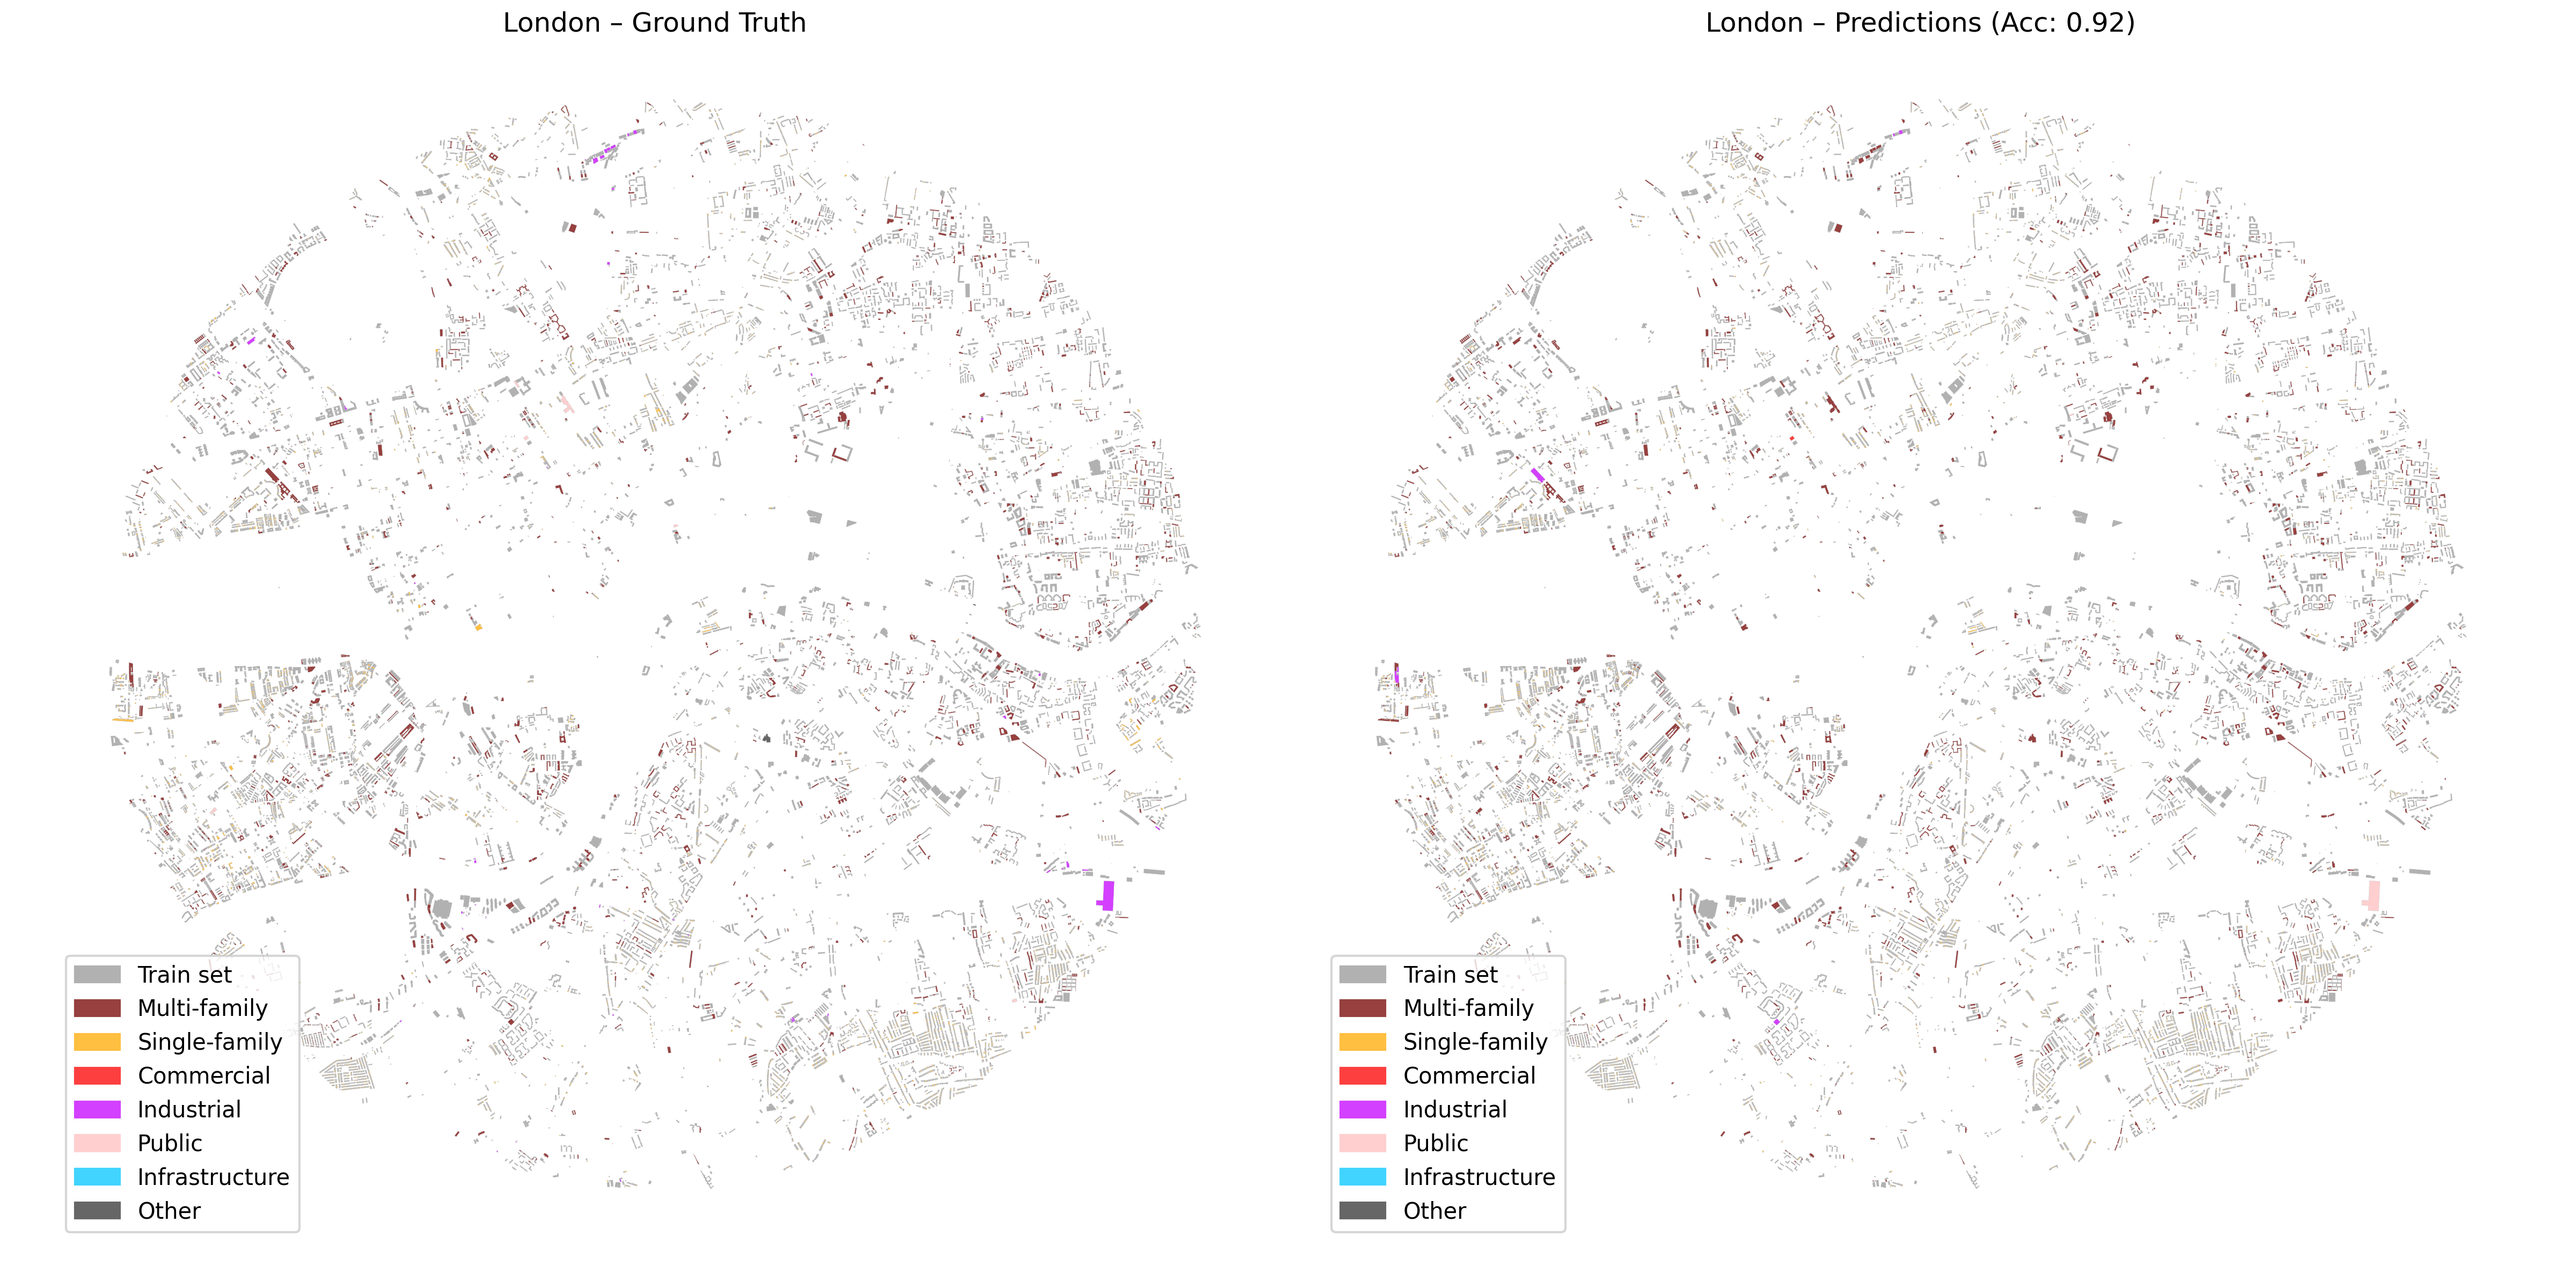 London – Ground Truth
Train set
Multi-family
Single-family
Commercial
Industrial
Public
Infrastructure
Other
London – Predictions (Acc: 0.92)
Train set
Multi-family
Single-family
Commercial
Industrial
Public
Infrastructure
Other